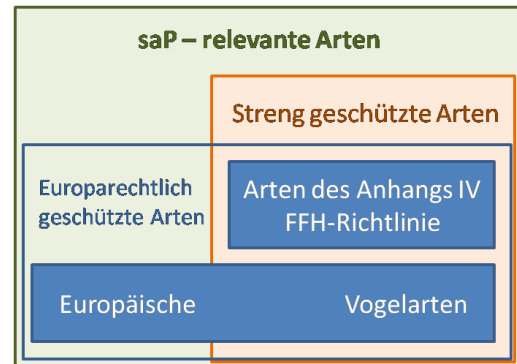 saP – relevante Arten
Streng geschützte Arten
Europarechtlich
geschützte Arten
Arten des Anhangs IV
FFH-Richtlinie
Europäische Vogelarten